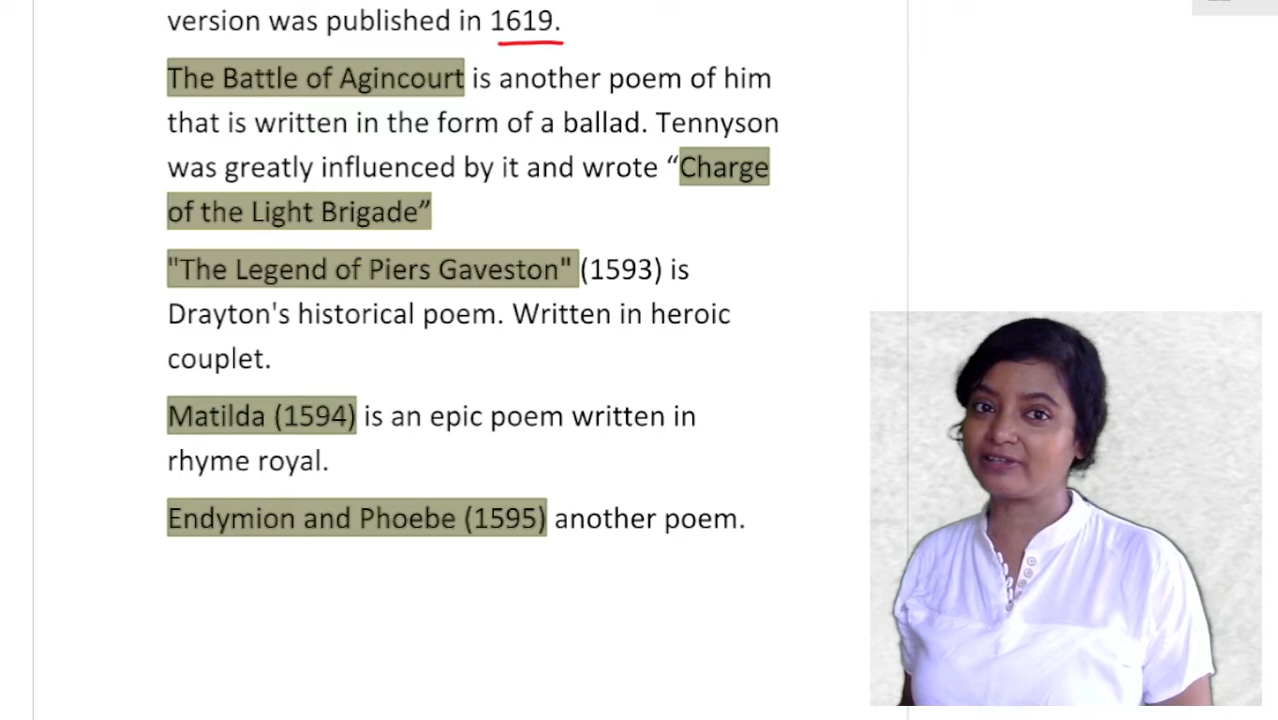 version was published in 1619.
The Battle of Agincourt is another poem of him
that is written in the form of a ballad. Tennyson
was greatly influenced by it and wrote “Charge
of the Light Brigade”
"The Legend of Piers Gaveston" (1593) is
Drayton's historical poem. Written in heroic
couplet.
Matilda (1594) is an epic poem written in
rhyme royal.
Endymion and Phoebe (1595) another poem.